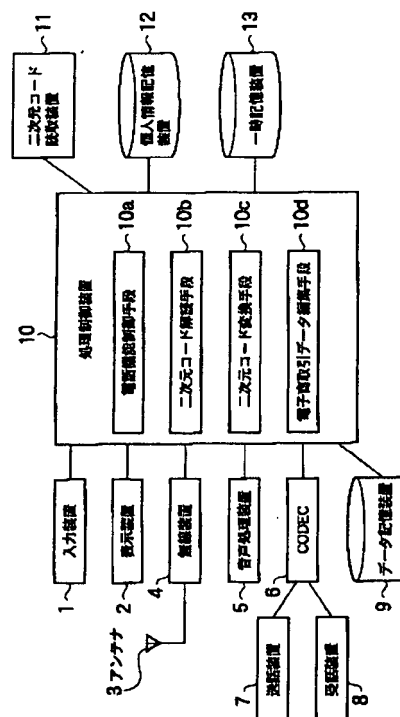 1 入力装置
2 表示装置
3 アンテナ
4 無線装置
5 音声処理装置
6 CODEC
7 送話装置
8 受話装置
9 データ記憶装置
10 処理制御装置
10a 電話機能制御手段
10b 二次元コード解読手段
10c 二次元コード変換手段
10d 電子商取引データ編集手段
11 二次元コード
読取装置
12 個人情報記憶
装置
13 一時記憶装置